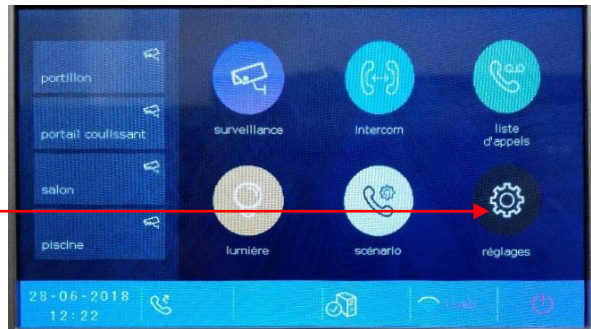 portillon
portail coulissant
salon
piscine
surveillance
Intercom
liste
d'appels
lumière
scénario
réglages
28-06-2018
12:22